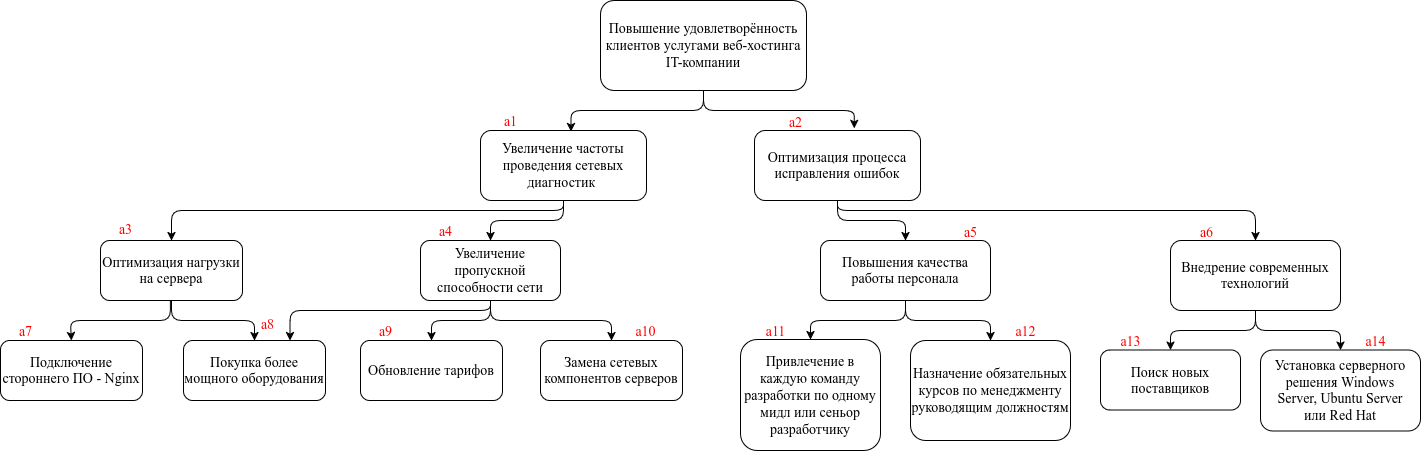 Повышение удовлетворённость
клиентов услугами веб-хостинга
IT-компании
a1
Увеличение частоты
проведения сетевых
диагностик
a2
Оптимизация процесса
исправления ошибок
a3
Оптимизация нагрузки
на сервера
a4
Увеличение
пропускной
способности сети
a5
Повышения качества
работы персонала
a6
Внедрение современных
технологий
a7
Подключение
стороннего ПО - Nginx
a8
Покупка более
мощного оборудования
a9
Обновление тарифов
a10
Замена сетевых
компонентов серверов
a11
Привлечение в
каждую команду
разработки по одному
мидл или сеньор
разработчику
a12
Назначение обязательных
курсов по менеджменту
руководящим должностям
a13
Поиск новых
поставщиков
a14
Установка серверного
решения Windows
Server, Ubuntu Server
или Red Hat